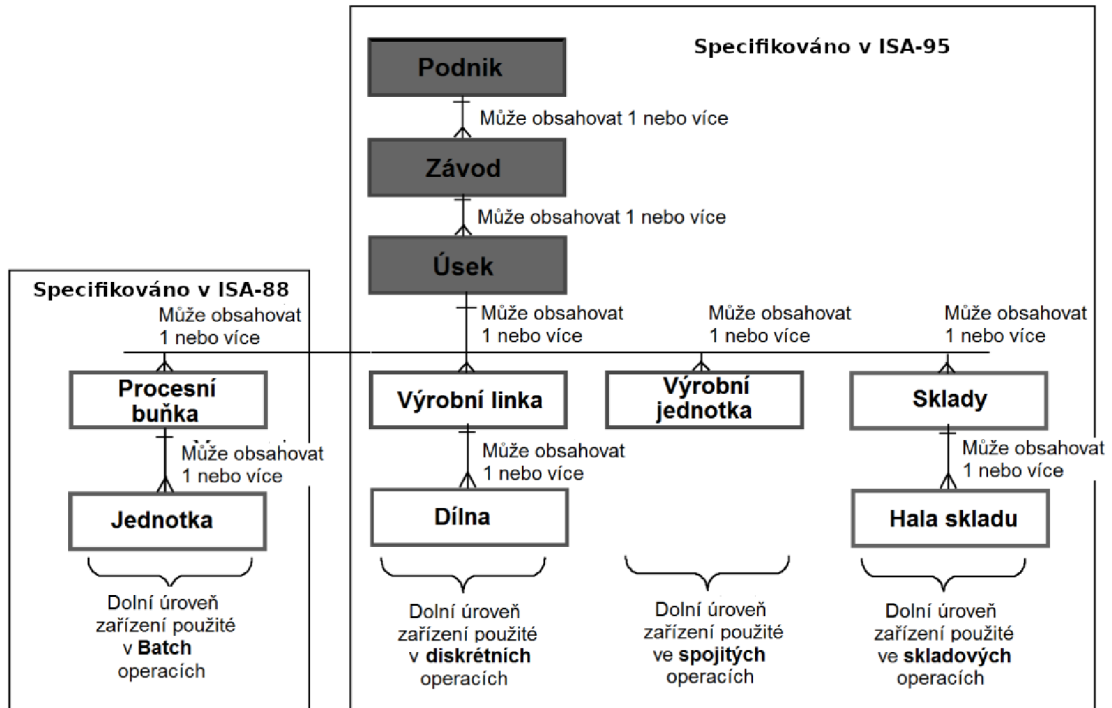 Specifikováno v ISA-95
Podnik
Může obsahovat 1 nebo více
Závod
Může obsahovat 1 nebo více
Úsek
Specifikováno v ISA-88
Může obsahovat
1 nebo více
Může obsahovat
1 nebo více
Může obsahovat
1 nebo více
Může obsahovat
1 nebo více
Procesní
buňka
Výrobní linka
Výrobní
jednotka
Sklady
Může obsahovat
1 nebo více
Může obsahovat
1 nebo více
Může obsahovat
1 nebo více
Jednotka
Dílna
Hala skladu
Dolní úroveň
zařízení použité
v Batch
operacích
Dolní úroveň
zařízení použité
v diskrétních
operacích
Dolní úroveň
zařízení použité
ve spojitých
operacích
Dolní úroveň
zařízení použité
ve skladových
operacích